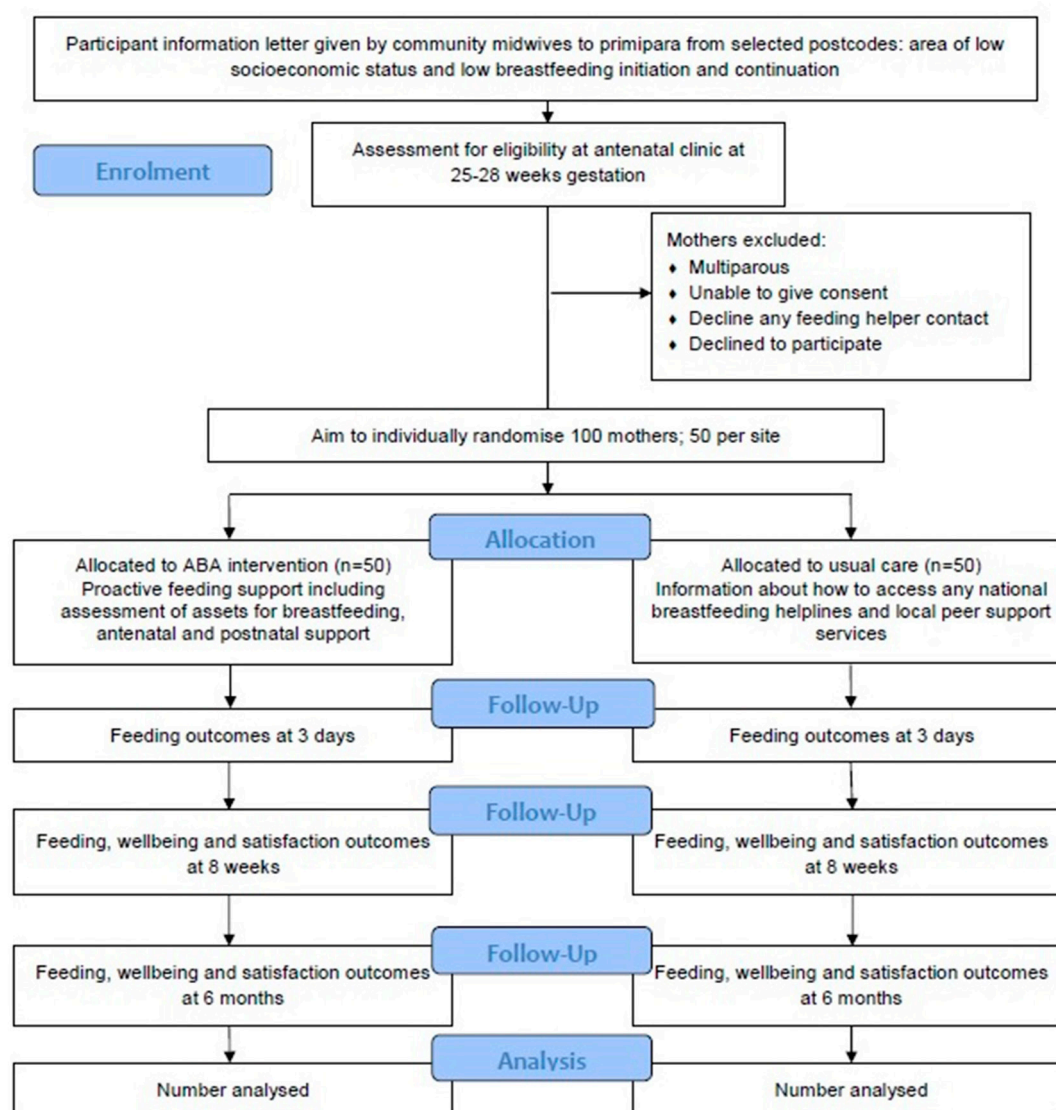 Participant information letter given by community midwives to primipara from selected postcodes: area of low
socioeconomic status and low breastfeeding initiation and continuation
Enrolment
Assessment for eligibility at antenatal clinic at
25-28 weeks gestation
Mothers excluded:
♦ Multiparous
♦ Unable to give consent
♦ Decline any feeding helper contact
♦ Declined to participate
Aim to individually randomise 100 mothers; 50 per site
Allocation
Allocated to ABA intervention (n=50)
Proactive feeding support including
assessment of assets for breastfeeding,
antenatal and postnatal support
Allocated to usual care (n=50)
Information about how to access any national
breastfeeding helplines and local peer support
services
Follow-Up
Feeding outcomes at 3 days
Feeding outcomes at 3 days
Follow-Up
Feeding, wellbeing and satisfaction outcomes
at 8 weeks
Feeding, wellbeing and satisfaction outcomes
at 8 weeks
Follow-Up
Feeding, wellbeing and satisfaction outcomes
at 6 months
Feeding, wellbeing and satisfaction outcomes
at 6 months
Analysis
Number analysed
Number analysed